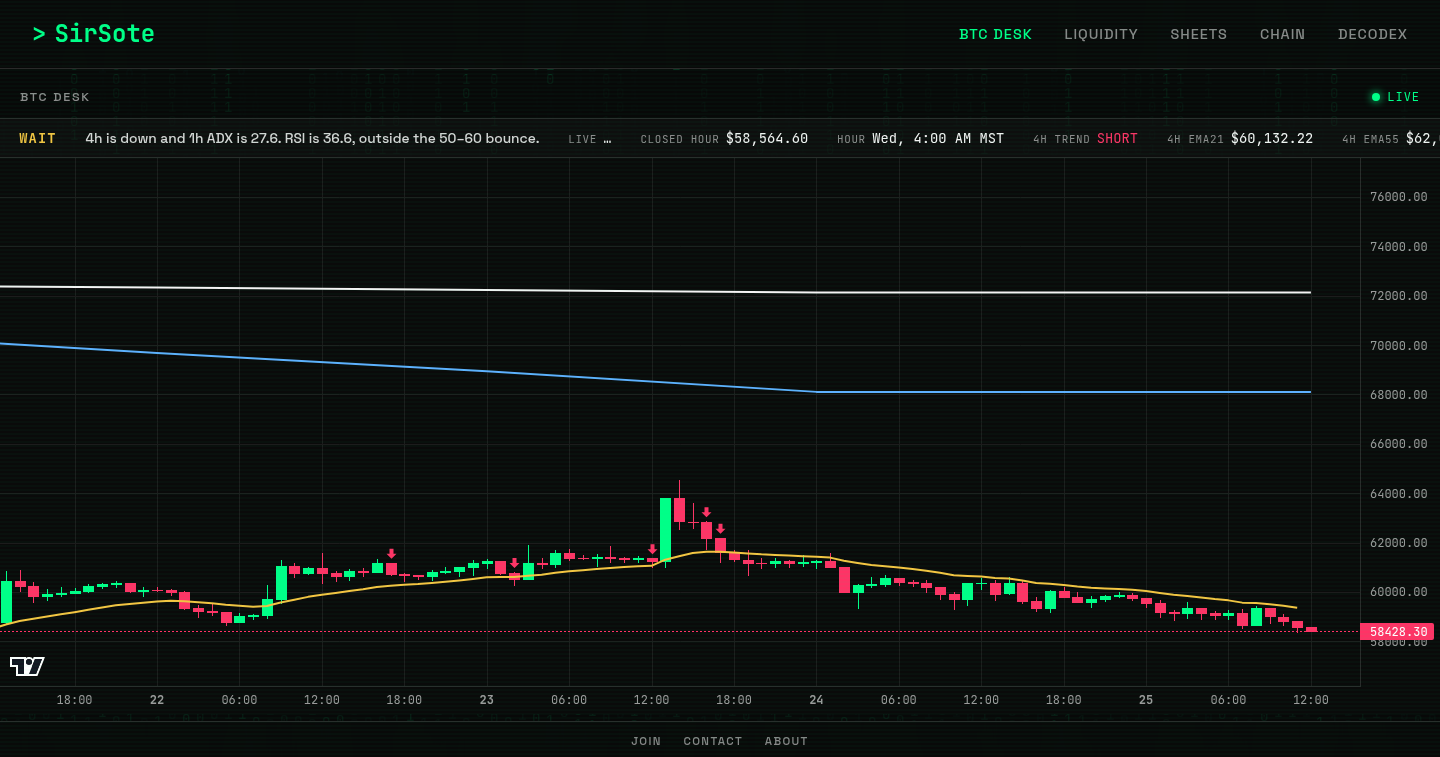 > SirSote
BTC DESK LIQUIDITY SHEETS CHAIN DECODEX
BTC DESK
LIVE
WAIT 4h is down and 1h ADX is 27.6. RSI is 36.6, outside the 50–60 bounce. LIVE … CLOSED HOUR $58,564.60 HOUR Wed, 4:00 AM MST 4H TREND SHORT 4H EMA21 $60,132.22 4H EMA55 $62,
76000.00
74000.00
72000.00
70000.00
68000.00
66000.00
64000.00
62000.00
60000.00
58428.30
58000.00
18:00 22 06:00 12:00 18:00 23 06:00 12:00 18:00 24 06:00 12:00 18:00 25 06:00 12:00
JOIN CONTACT ABOUT